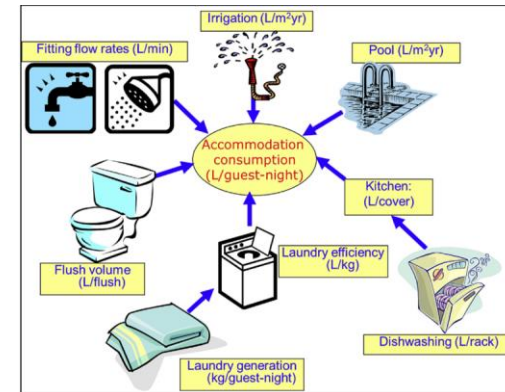 Irrigation (L/m²yr)
Fitting flow rates (L/min)
Pool (L/m²yr)
Accommodation
consumption
(L/guest-night)
Kitchen:
(L/cover)
Flush volume
(L/flush)
Laundry efficiency
(L/kg)
Dishwashing (L/rack)
Laundry generation
(kg/guest-night)